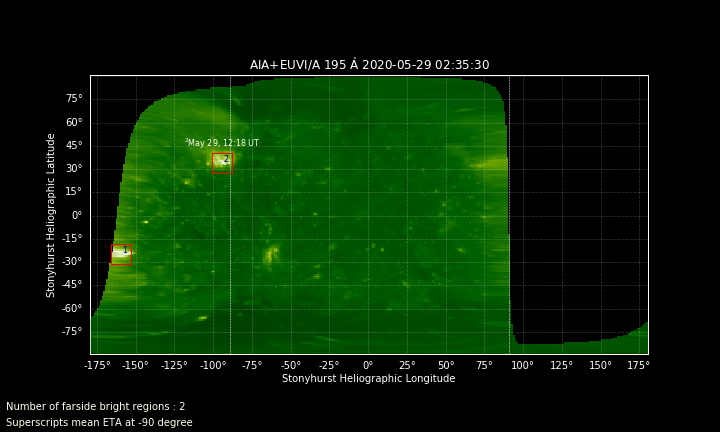 AIA+EUVI/A 195 Å 2020-05-29 02:35:30
75°
60°
²May 29, 12:18 UT
45°
2
30°
15°
0°
-15°
1
-30°
-45°
-60°
-75°
Stonyhurst Heliographic Latitude
-175° -150° -125° -100° -75° -50° -25° 0° 25° 50° 75° 100° 125° 150° 175°
Stonyhurst Heliographic Longitude
Number of farside bright regions : 2
Superscripts mean ETA at -90 degree